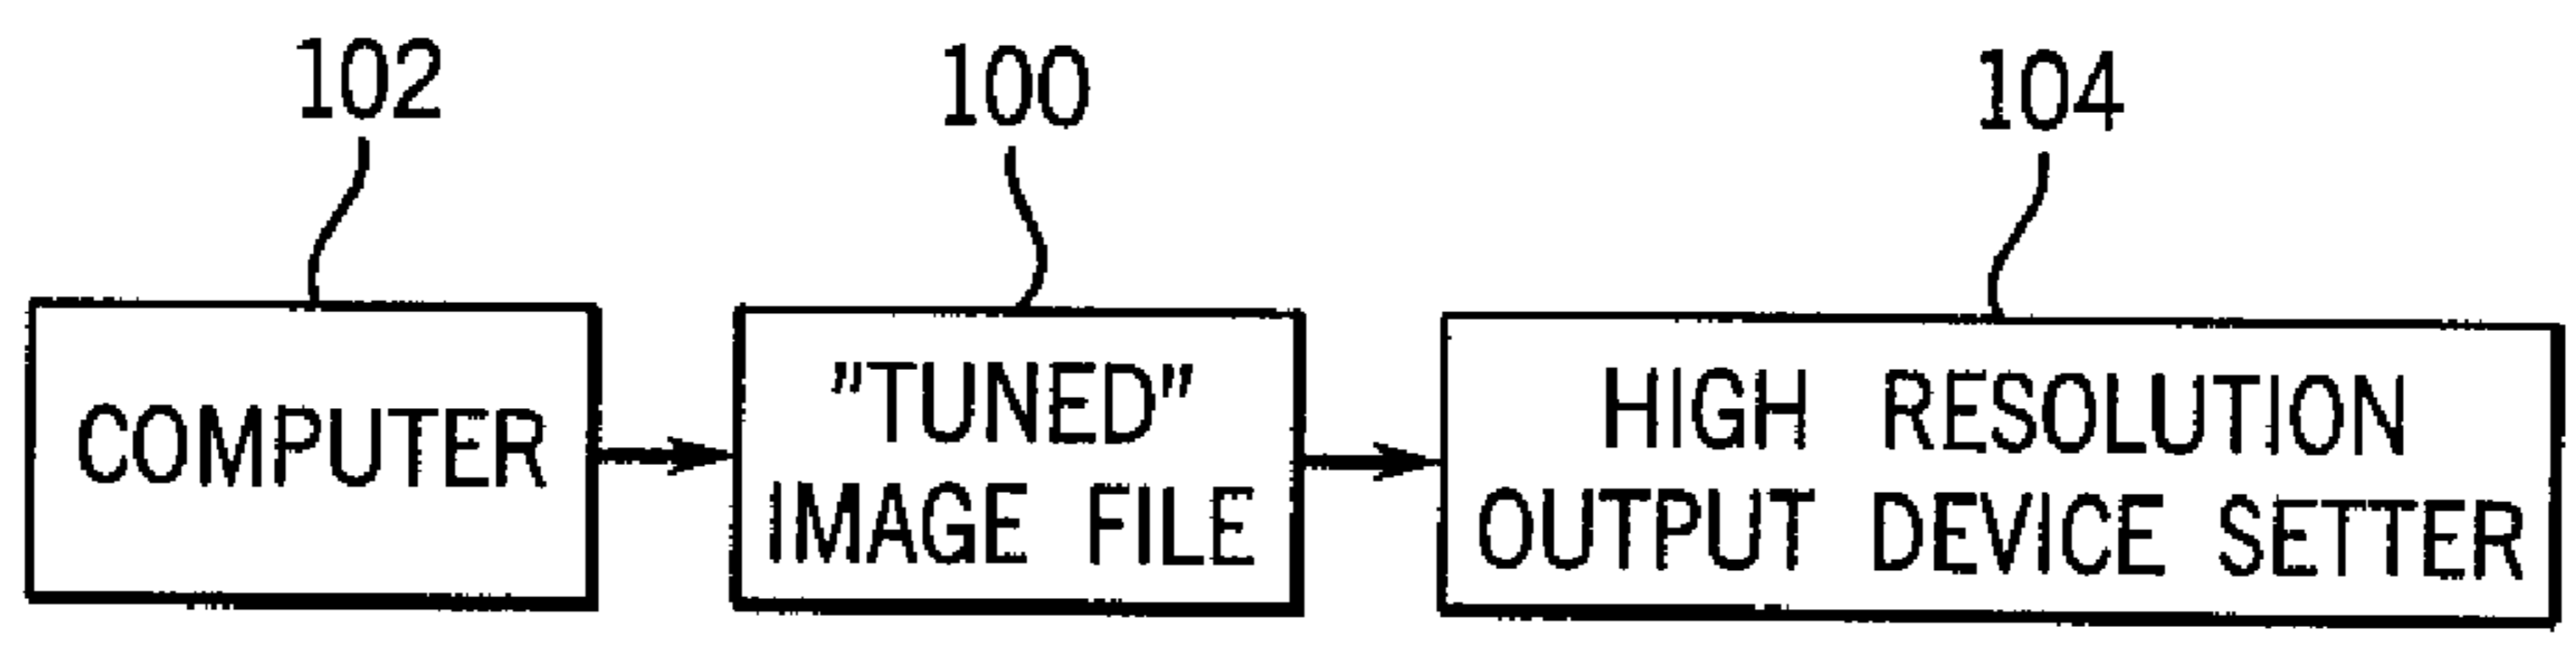 102 100 104
COMPUTER
"TUNED"
IMAGE FILE
HIGH RESOLUTION
OUTPUT DEVICE SETTER